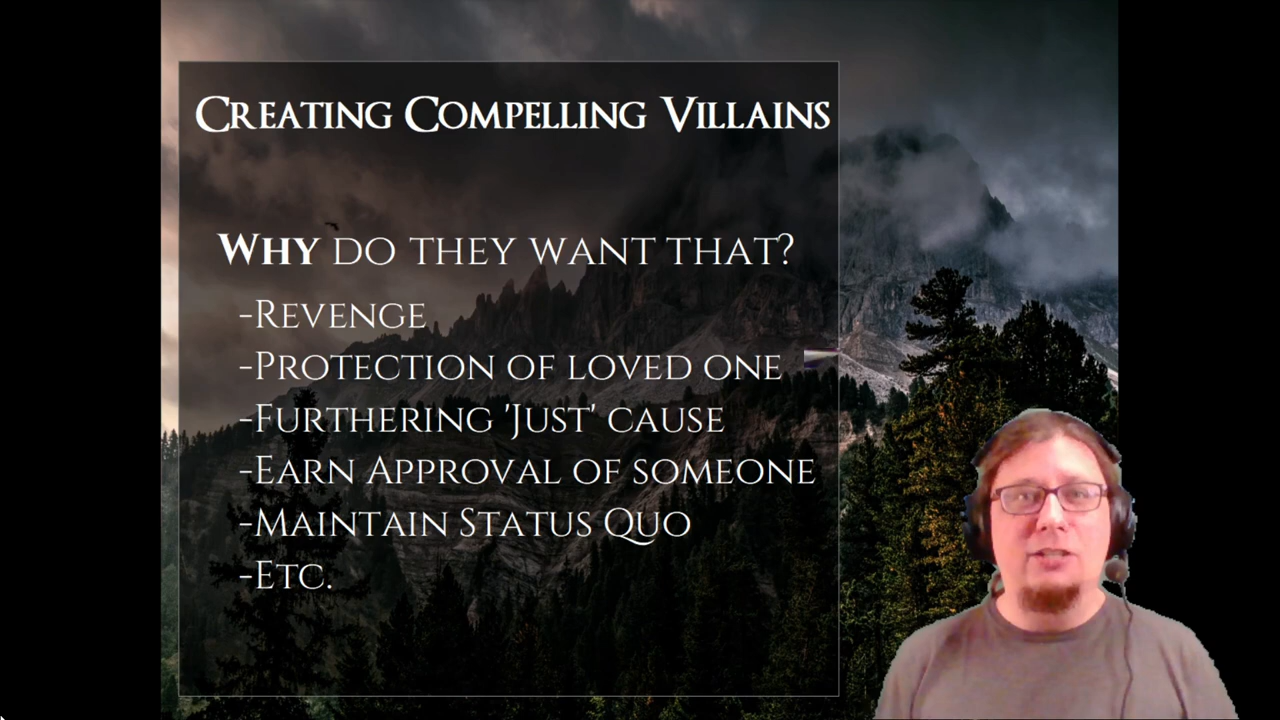 Creating Compelling Villains
Why do they want that?
-Revenge
-Protection of loved one
-Furthering 'Just' cause
-Earn Approval of someone
-Maintain Status Quo
-Etc.